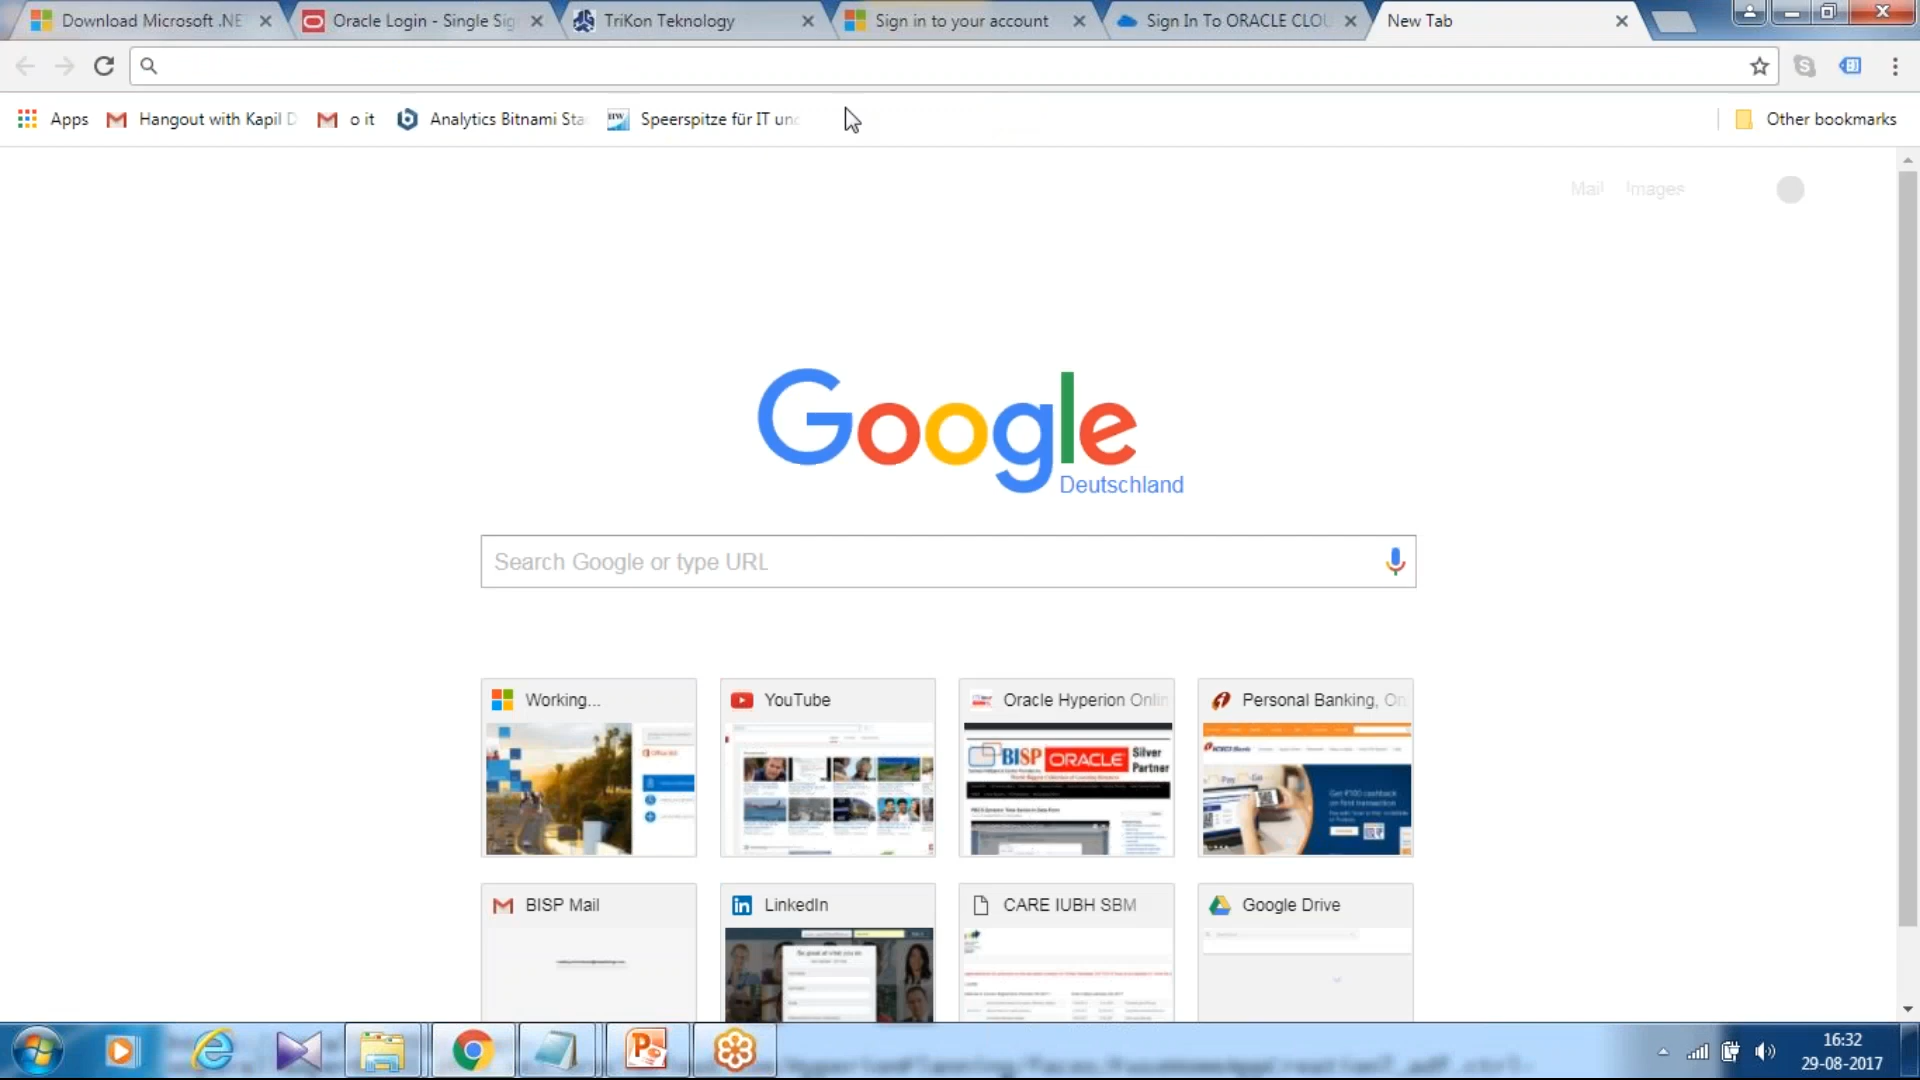 Download Microsoft .NE
Oracle Login - Single Sig
TriKon Teknology
Sign in to your account
Sign In To ORACLE CLOU
New Tab
Apps
Hangout with Kapil D
o it
Analytics Bitnami Sta
Speerspitze für IT und
Other bookmarks
Mail
Images
Google
Deutschland
Search Google or type URL
Working...
YouTube
Oracle Hyperion Onlin
Personal Banking, On
BISP ORACLE Silver Partner
BISP Mail
LinkedIn
CARE IUBH SBM
Google Drive
16:32
29-08-2017